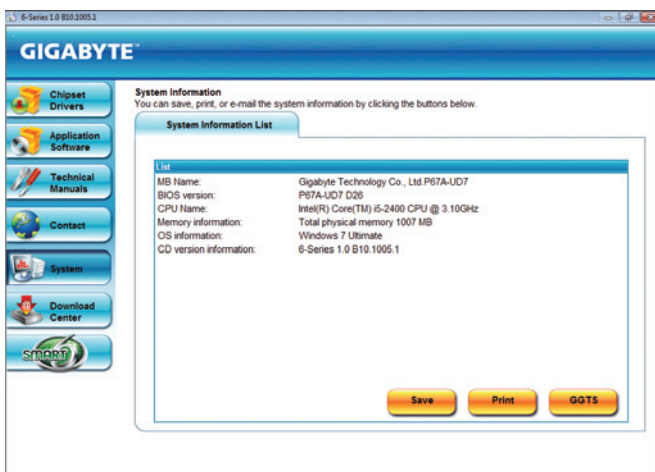 6-Series 1.0 B10.1005.1
GIGABYTE™
Chipset
Drivers
Application
Software
Technical
Manuals
Contact
System
Download
Center
SMART6
System Information
You can save, print, or e-mail the system information by clicking the buttons below.
System Information List
List
MB Name: Gigabyte Technology Co., Ltd.P67A-UD7
BIOS version: P67A-UD7 D26
CPU Name: Intel(R) Core(TM) i5-2400 CPU @ 3.10GHz
Memory information: Total physical memory 1007 MB
OS information: Windows 7 Ultimate
CD version information: 6-Series 1.0 B10.1005.1
Save Print GGTS